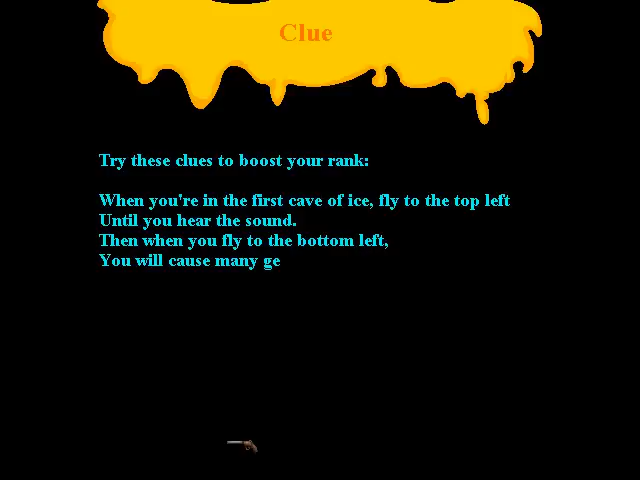 Clue
Try these clues to boost your rank:
When you're in the first cave of ice, fly to the top left
Until you hear the sound.
Then when you fly to the bottom left,
You will cause many ge